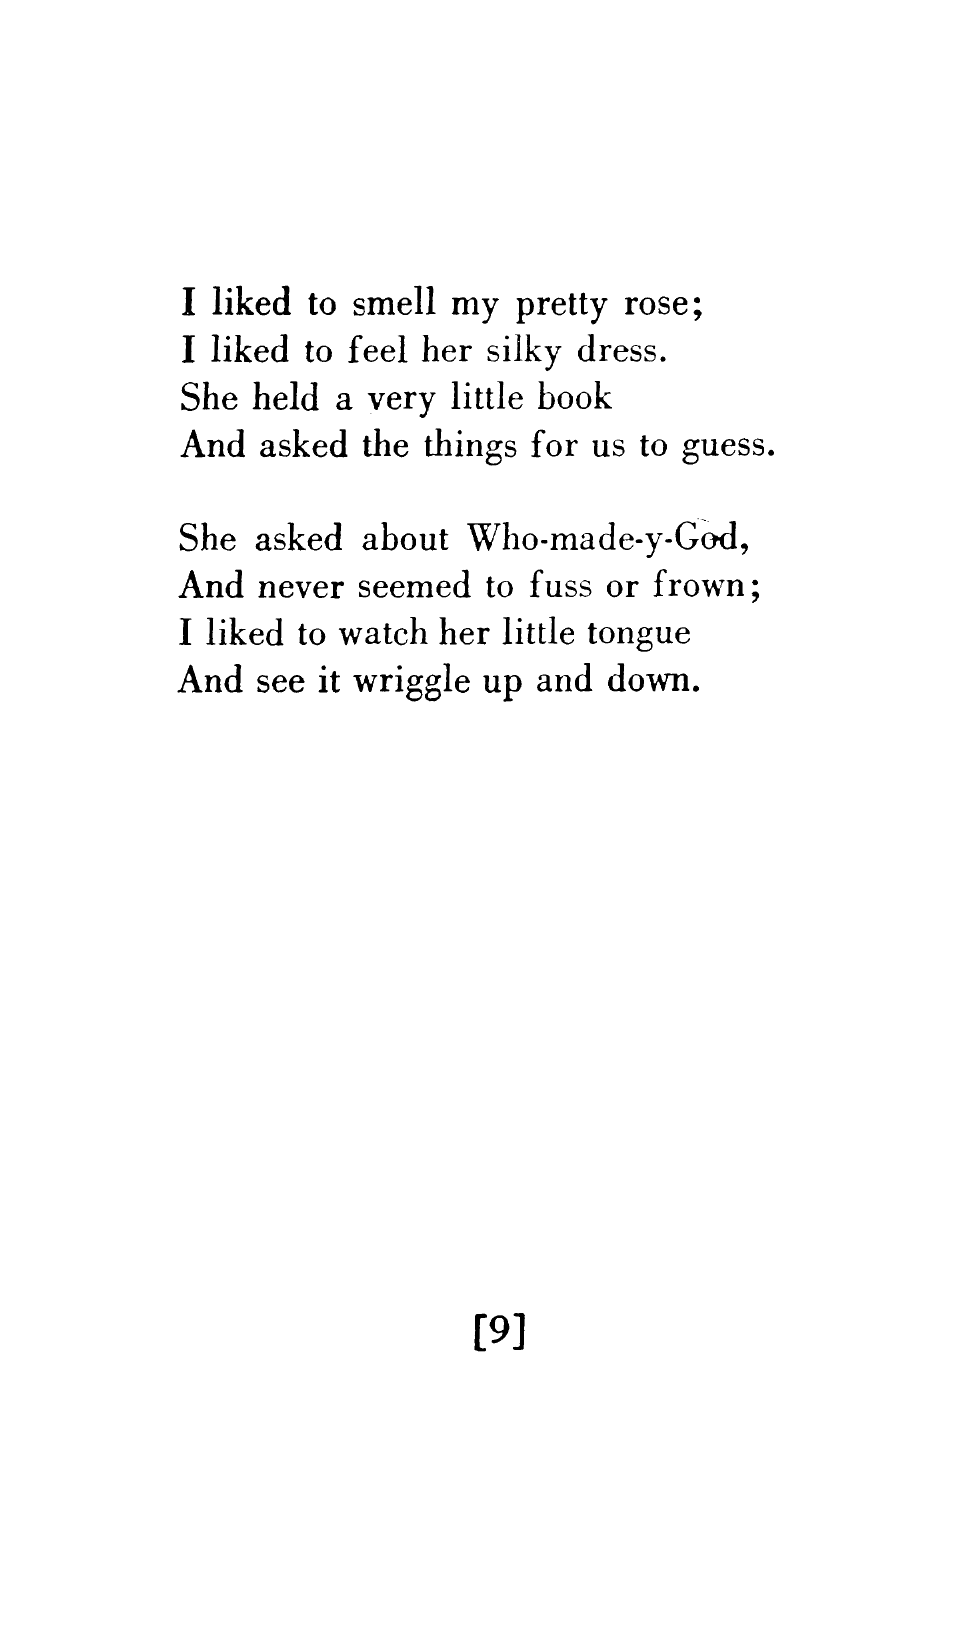 I liked to smell my pretty rose;
I liked to feel her silky dress.
She held a very little book
And asked the things for us to guess.

She asked about Who-made-y-God,
And never seemed to fuss or frown;
I liked to watch her little tongue
And see it wriggle up and down.

[9]